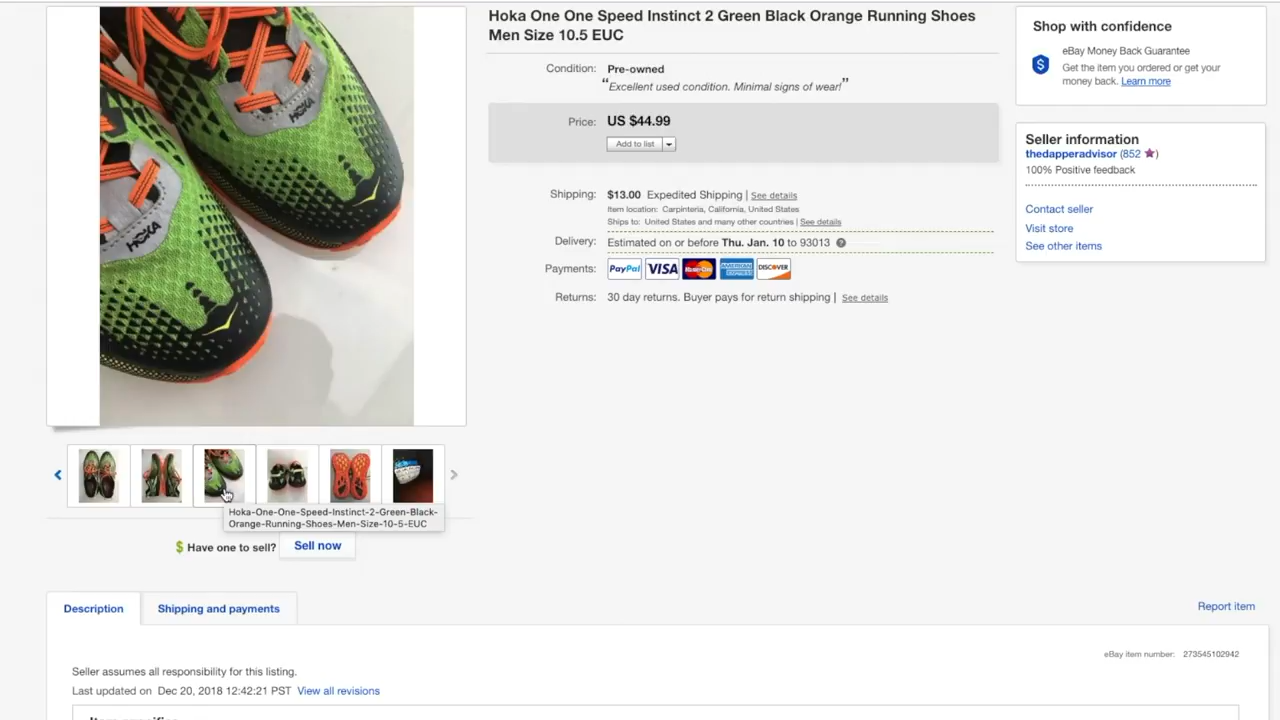 Hoka One One Speed Instinct 2 Green Black Orange Running Shoes
Men Size 10.5 EUC
Condition: Pre-owned
“Excellent used condition. Minimal signs of wear!”
Price: US $44.99
Add to list
Shipping: $13.00 Expedited Shipping | See details
Item location: Carpinteria, California, United States
Ships to: United States and many other countries | See details
Delivery: Estimated on or before Thu. Jan. 10 to 93013
Payments: PayPal VISA MasterCard AMERICAN EXPRESS DISCOVER
Returns: 30 day returns. Buyer pays for return shipping | See details
Shop with confidence
eBay Money Back Guarantee
Get the item you ordered or get your
money back. Learn more
Seller information
thedapperadvisor (852 )
100% Positive feedback
Contact seller
Visit store
See other items
HOKA
HOKA
Hoka-One-One-Speed-Instinct-2-Green-Black-
Orange-Running-Shoes-Men-Size-10-5-EUC
Have one to sell? Sell now
Description
Shipping and payments
Report item
eBay item number: 273545102942
Seller assumes all responsibility for this listing.
Last updated on Dec 20, 2018 12:42:21 PST View all revisions